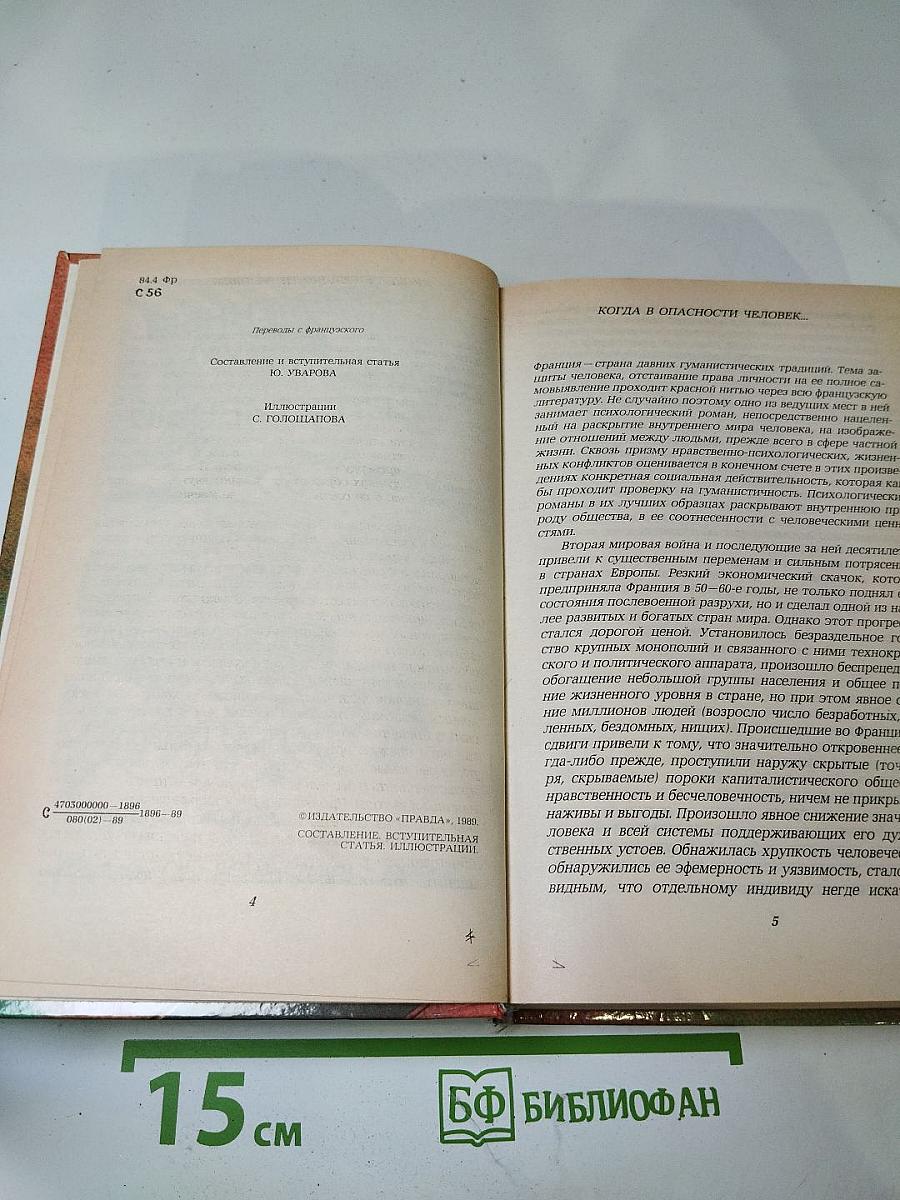 84.4 Фр
С 56
Переводы с французского
Составление и вступительная статья
Ю. УВАРОВА
Иллюстрации
С. ГОЛОЩАПОВА
С 4703000000—1896 1896—89
080(02)—89
© ИЗДАТЕЛЬСТВО «ПРАВДА», 1989.
СОСТАВЛЕНИЕ. ВСТУПИТЕЛЬНАЯ
СТАТЬЯ. ИЛЛЮСТРАЦИИ.
4
КОГДА В ОПАСНОСТИ ЧЕЛОВЕК...
Франция — страна давних гуманистических традиций. Тема за-
щиты человека, отстаивание права личности на ее полное са-
мовыявление проходит красной нитью через всю французскую
литературу. Не случайно поэтому одно из ведущих мест в ней
занимает психологический роман, непосредственно нацелен-
ный на раскрытие внутреннего мира человека, на изображе-
ние отношений между людьми, прежде всего в сфере частной
жизни. Сквозь призму нравственно-психологических, жизнен-
ных конфликтов оценивается в конечном счете в этих произве-
дениях конкретная социальная действительность, которая ка
бы проходит проверку на гуманистичность. Психологически
романы в их лучших образцах раскрывают внутреннюю пр
роду общества, в ее соотнесенности с человеческими ценн
стями.
Вторая мировая война и последующие за ней десятилет
привели к существенным переменам и сильным потрясен
в странах Европы. Резкий экономический скачок, кото
предприняла Франция в 50—60-е годы, не только поднял е
состояния послевоенной разрухи, но и сделал одной из на
лее развитых и богатых стран мира. Однако этот прогрес
стался дорогой ценой. Установилось безраздельное го
ство крупных монополий и связанного с ними технокр
ского и политического аппарата, произошло беспрецед
обогащение небольшой группы населения и общее п
ние жизненного уровня в стране, но при этом явное о
ние миллионов людей (возросло число безработных,
ленных, бездомных, нищих). Происшедшие во Франци
сдвиги привели к тому, что значительно откровеннее
гда-либо прежде, проступили наружу скрытые (точ
ря, скрываемые) пороки капиталистического обще
нравственность и бесчеловечность, ничем не прикры
наживы и выгоды. Произошло явное снижение знач
ловека и всей системы поддерживающих его дух
ственных устоев. Обнажилась хрупкость человечес
обнаружились ее эфемерность и уязвимость, стало
видным, что отдельному индивиду негде искат
5
15 см
БФ БИБЛИОФАН